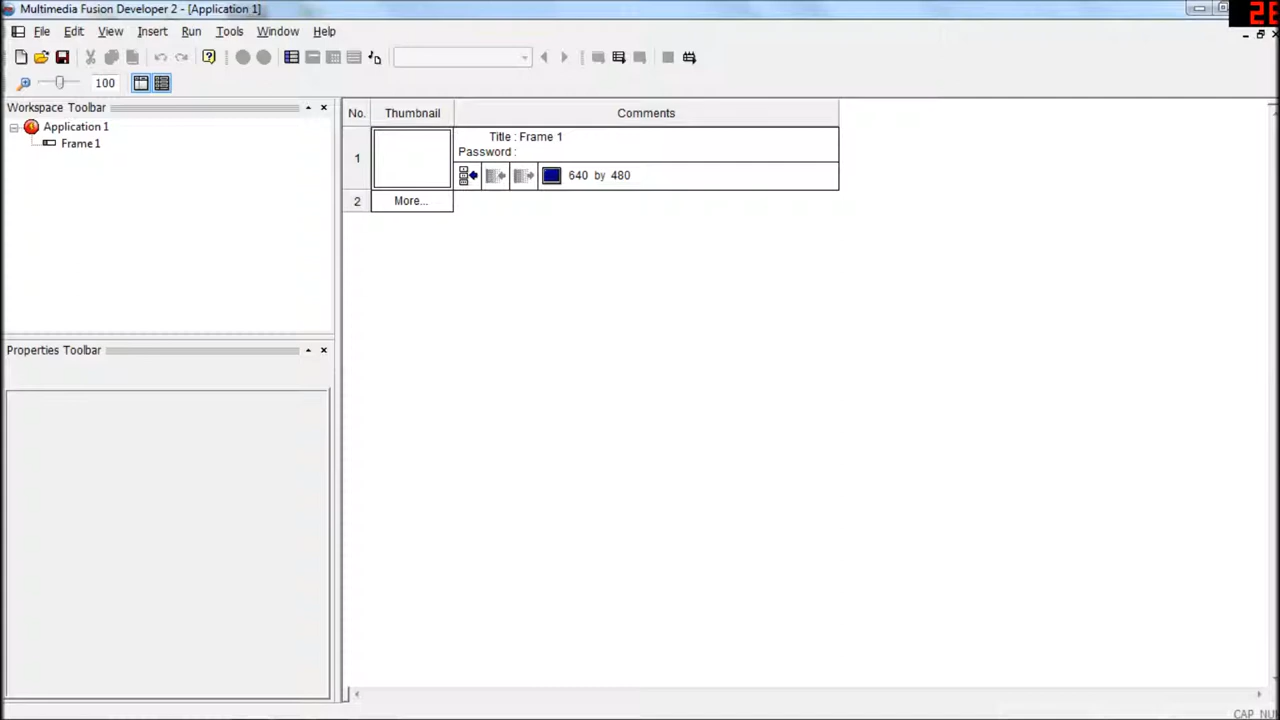 Multimedia Fusion Developer 2 - [Application 1]
File Edit View Insert Run Tools Window Help
100
Workspace Toolbar
Application 1
Frame 1
Properties Toolbar
No. Thumbnail Comments
1 Title : Frame 1
Password :
640 by 480
2 More...
CAP